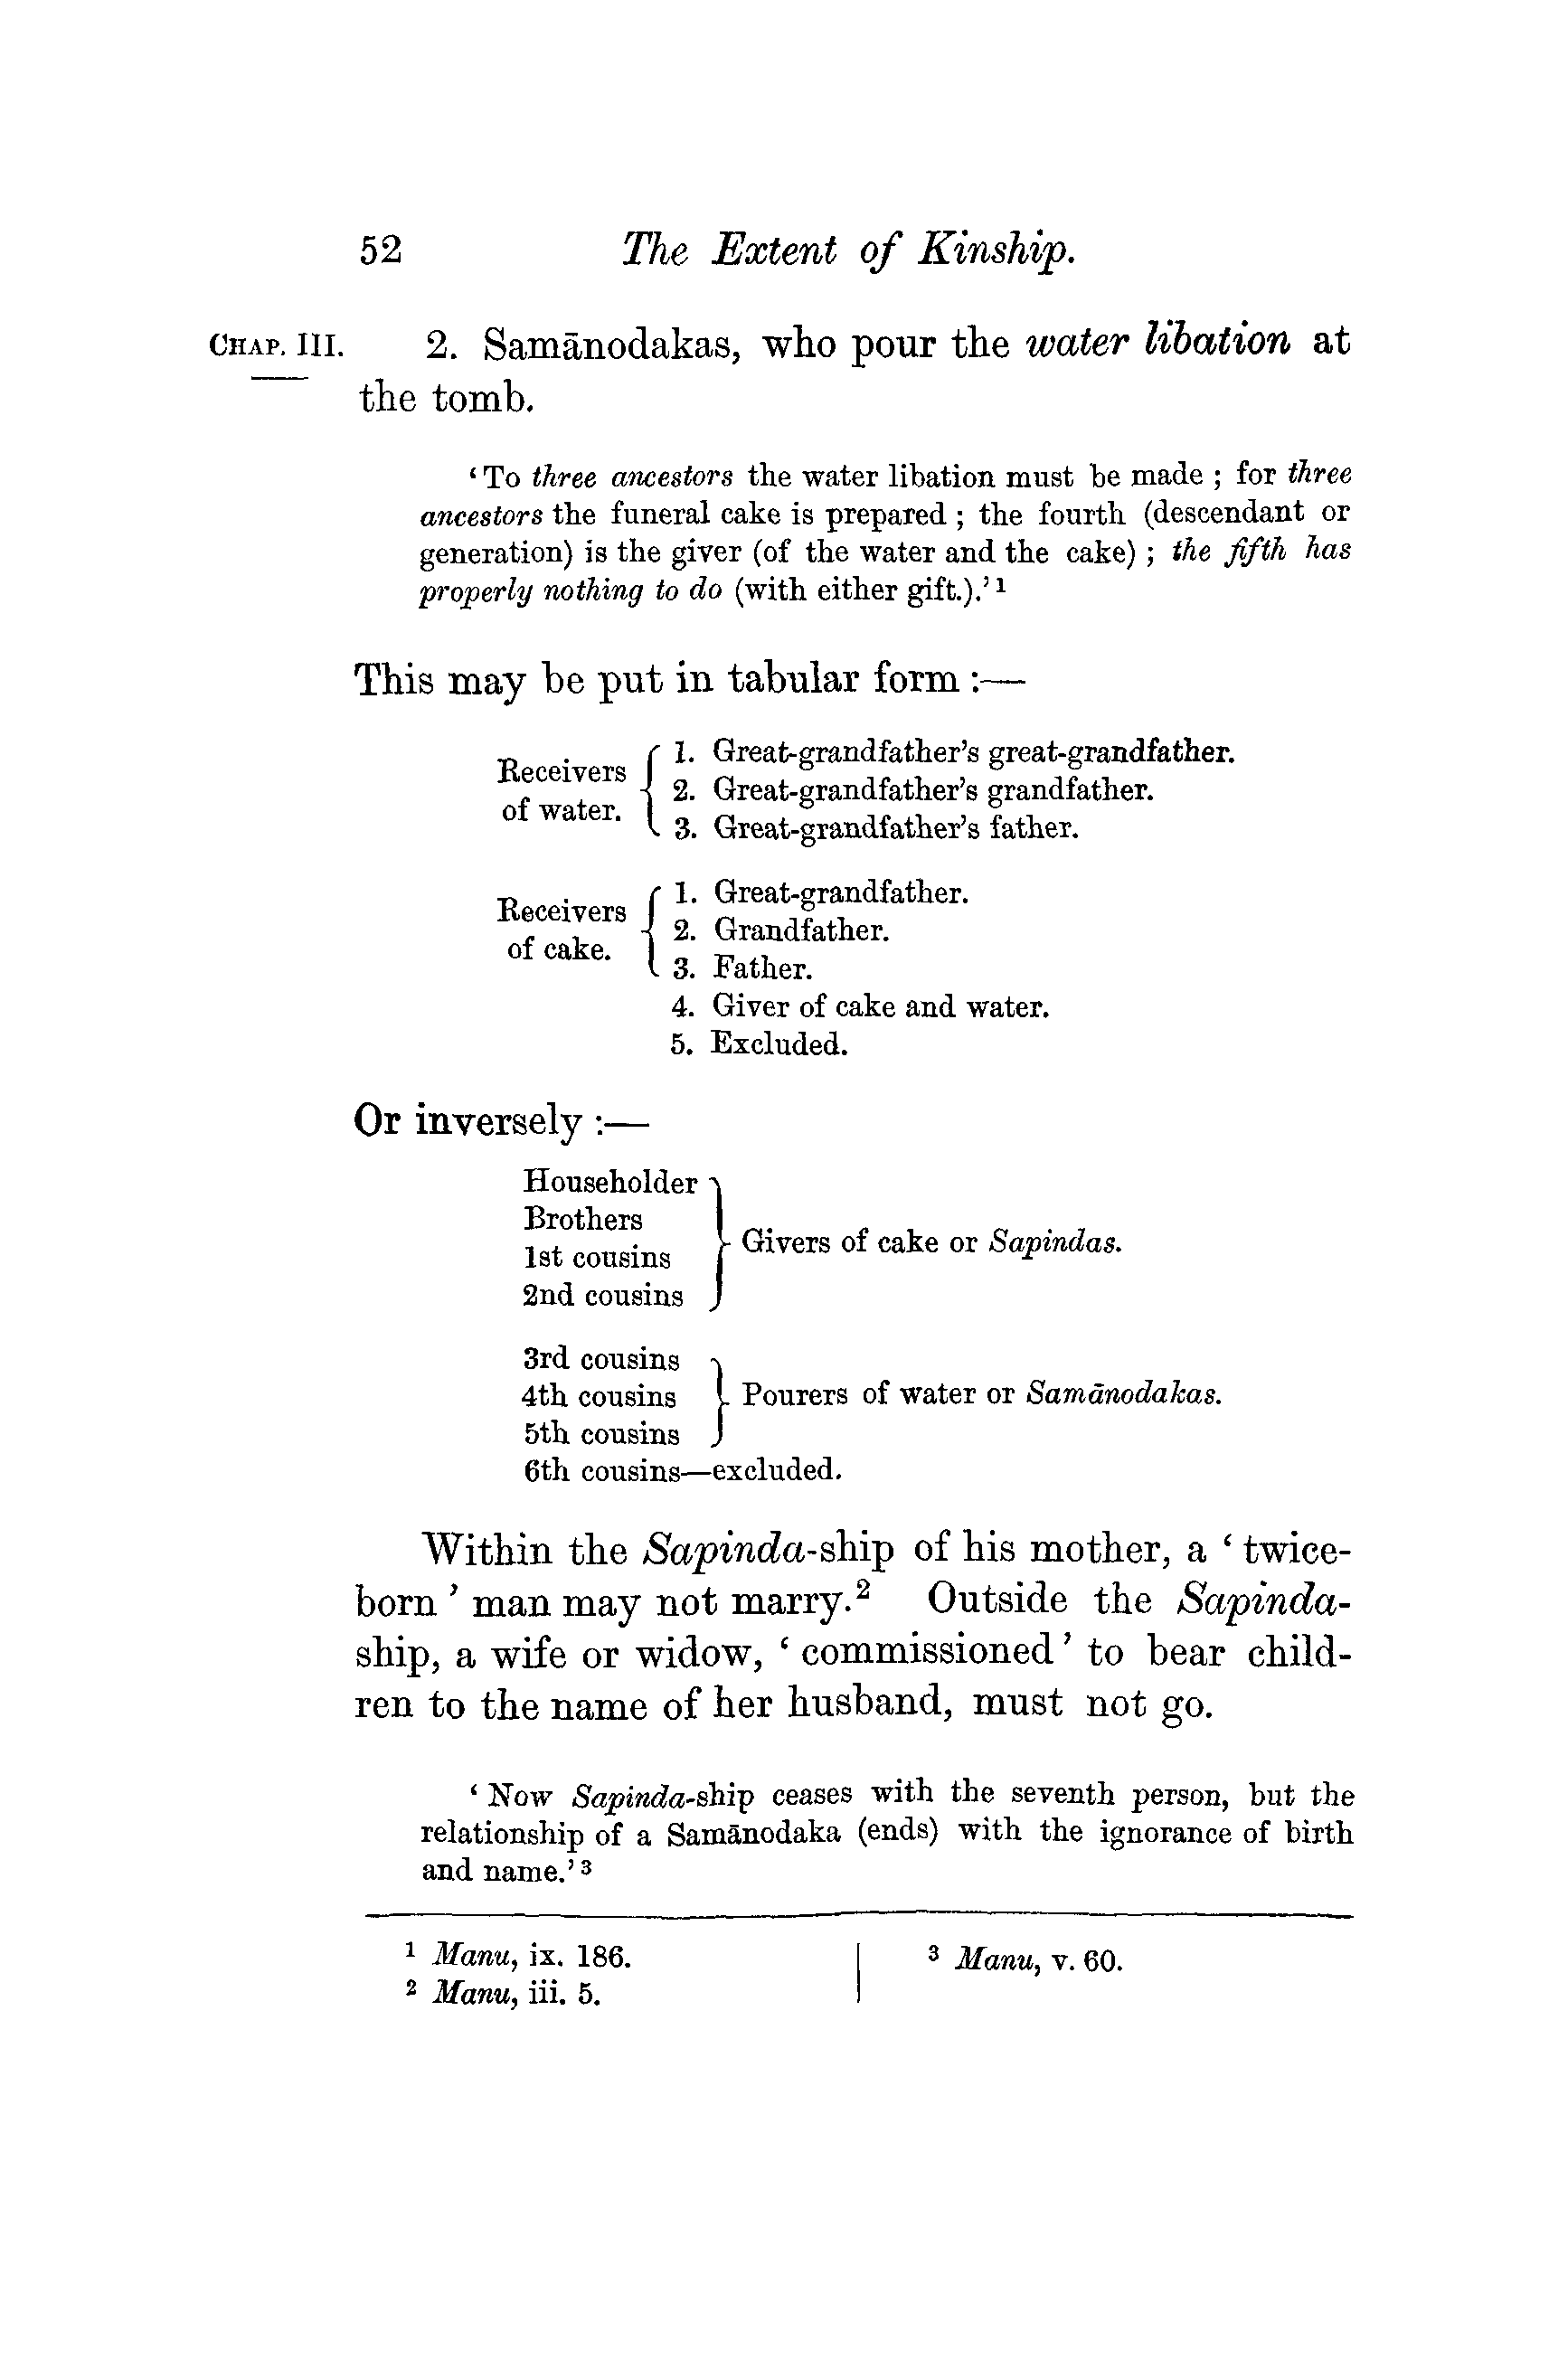 52 The Extent of Kinship.
CHAP. III. 2. Samānodakas, who pour the water libation at
the tomb.
‘To three ancestors the water libation must be made ; for three
ancestors the funeral cake is prepared ; the fourth (descendant or
generation) is the giver (of the water and the cake) ; the fifth has
properly nothing to do (with either gift.).’ 1
This may be put in tabular form :—
Receivers of water.
1. Great-grandfather’s great-grandfather.
2. Great-grandfather’s grandfather.
3. Great-grandfather’s father.
Receivers of cake.
1. Great-grandfather.
2. Grandfather.
3. Father.
4. Giver of cake and water.
5. Excluded.
Or inversely :—
Householder
Brothers
1st cousins
2nd cousins
Givers of cake or Sapindas.
3rd cousins
4th cousins
5th cousins
Pourers of water or Samānodakas.
6th cousins—excluded.
Within the Sapinda-ship of his mother, a ‘ twice-
born ’ man may not marry.2 Outside the Sapinda-
ship, a wife or widow, ‘ commissioned ’ to bear child-
ren to the name of her husband, must not go.
‘ Now Sapinda-ship ceases with the seventh person, but the
relationship of a Samānodaka (ends) with the ignorance of birth
and name.’ 3
1 Manu, ix. 186.
2 Manu, iii. 5.
3 Manu, v. 60.